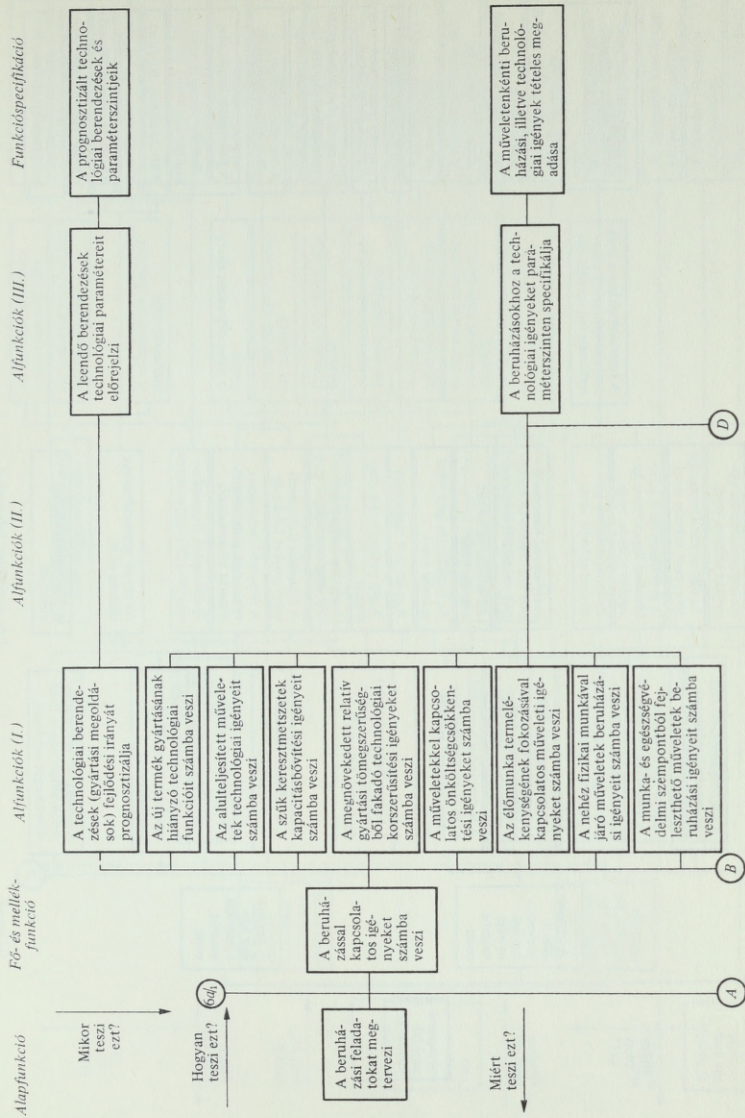 Alapfunkció
Fő- és mellék-
funkció
Alfunkciók (I.)
Alfunkciók (II.)
Alfunkciók (III.)
Funkcióspecifikáció
Mikor
teszi
ezt?
Hogyan
teszi ezt?
6a/1
A beruhá-
zási felada-
tokat meg-
tervezi
Miért
teszi ezt?
A beruhá-
zással
kapcsola-
tos igé-
nyeket
számba
veszi
A
B
A technológiai berende-
zések (gyártási megoldá-
sok) fejlődési irányát
prognosztizálja
Az új termék gyártásának
hiányzó technológiai
funkcióit számba veszi
Az alulteljesített művele-
tek technológiai igényeit
számba veszi
A szűk keresztmetszetek
kapacitásbővítési igényeit
számba veszi
A megnövekedett relatív
gyártási tömegszerűség-
ből fakadó technológiai
korszerűsítési igényeket
számba veszi
A műveletekkel kapcso-
latos önköltségcsökken-
tési igényeket számba
veszi
Az élőmunka termelé-
kenységének fokozásával
kapcsolatos műveleti igé-
nyeket számba veszi
A nehéz fizikai munkával
járó műveletek beruházá-
si igényeit számba veszi
A munka- és egészségvé-
delmi szempontból fej-
leszthető műveletek be-
ruházási igényeit számba
veszi
D
A leendő berendezések
technológiai paramétereit
előrejelzi
A beruházásokhoz a tech-
nológiai igényeket para-
méterszinten specifikálja
A prognosztizált techno-
lógiai berendezések és
paraméterszintjeik
A műveletenkénti beru-
házási, illetve technoló-
giai igények tételes meg-
adása